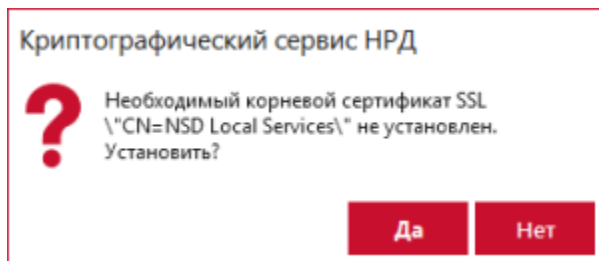 Криптографический сервис НРД
Необходимый корневой сертификат SSL
\"CN=NSD Local Services\" не установлен.
Установить?
Да Нет